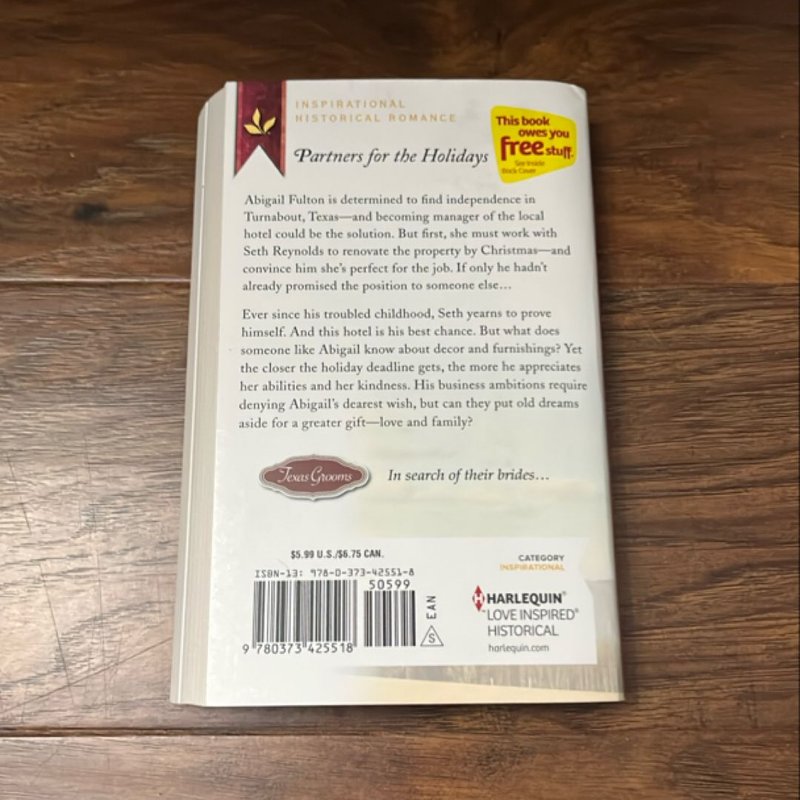 INSPIRATIONAL
HISTORICAL ROMANCE
This book
owes you
free stuff.
See Inside
Back Cover
Partners for the Holidays
Abigail Fulton is determined to find independence in
Turnabout, Texas—and becoming manager of the local
hotel could be the solution. But first, she must work with
Seth Reynolds to renovate the property by Christmas—and
convince him she's perfect for the job. If only he hadn't
already promised the position to someone else...
Ever since his troubled childhood, Seth yearns to prove
himself. And this hotel is his best chance. But what does
someone like Abigail know about decor and furnishings? Yet
the closer the holiday deadline gets, the more he appreciates
her abilities and her kindness. His business ambitions require
denying Abigail's dearest wish, but can they put old dreams
aside for a greater gift—love and family?
Texas Grooms
In search of their brides...
$5.99 U.S./$6.75 CAN.
ISBN-13: 978-0-373-42551-8
50599
9 780373 425518
S
EAN
CATEGORY
INSPIRATIONAL
HARLEQUIN®
LOVE INSPIRED®
HISTORICAL
harlequin.com